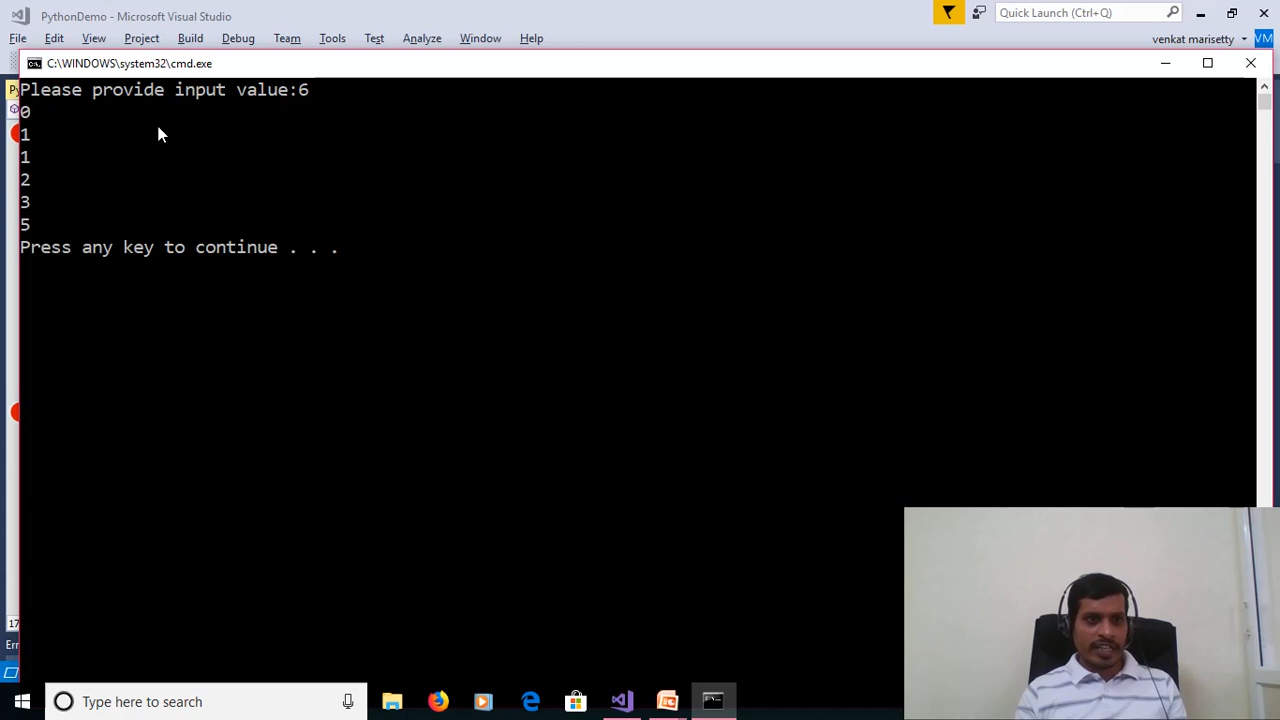 PythonDemo - Microsoft Visual Studio
Quick Launch (Ctrl+Q)
File Edit View Project Build Debug Team Tools Test Analyze Window Help
venkat marisetty
VM
C:\WINDOWS\system32\cmd.exe
Please provide input value:6
0
1
1
2
3
5
Press any key to continue . . .
17
Type here to search